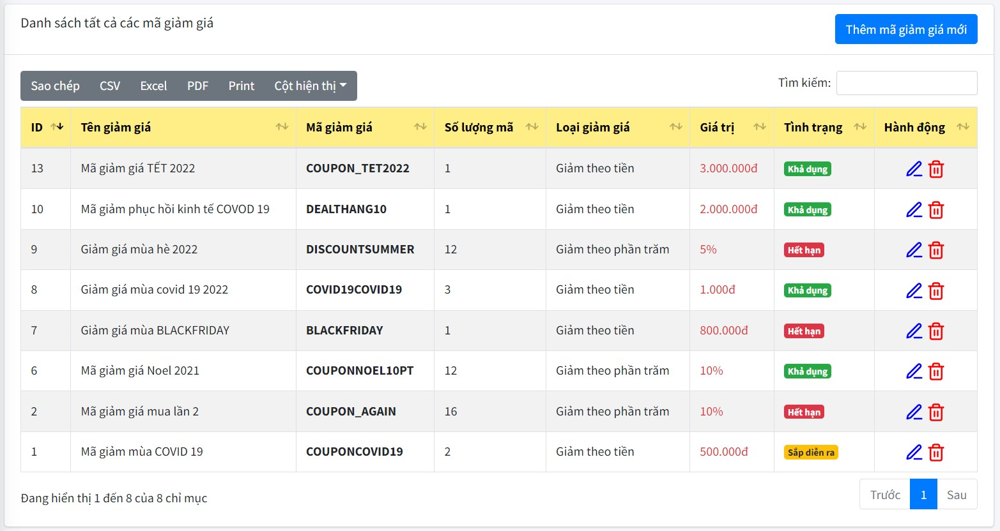 Danh sách tất cả các mã giảm giá
Thêm mã giảm giá mới
Sao chép CSV Excel PDF Print Cột hiện thị
Tìm kiếm:
ID Tên giảm giá Mã giảm giá Số lượng mã Loại giảm giá Giá trị Tình trạng Hành động
13 Mã giảm giá TẾT 2022 COUPON_TET2022 1 Giảm theo tiền 3.000.000đ Khả dụng
10 Mã giảm phục hồi kinh tế COVOD 19 DEALTHANG10 1 Giảm theo tiền 2.000.000đ Khả dụng
9 Giảm giá mùa hè 2022 DISCOUNTSUMMER 12 Giảm theo phần trăm 5% Hết hạn
8 Giảm giá mùa covid 19 2022 COVID19COVID19 3 Giảm theo tiền 1.000đ Khả dụng
7 Giảm giá mùa BLACKFRIDAY BLACKFRIDAY 1 Giảm theo tiền 800.000đ Hết hạn
6 Mã giảm giá Noel 2021 COUPONNOEL10PT 12 Giảm theo phần trăm 10% Khả dụng
2 Mã giảm giá mua lần 2 COUPON_AGAIN 16 Giảm theo phần trăm 10% Hết hạn
1 Mã giảm mùa COVID 19 COUPONCOVID19 2 Giảm theo tiền 500.000đ Sắp diễn ra
Đang hiển thị 1 đến 8 của 8 chỉ mục
Trước 1 Sau